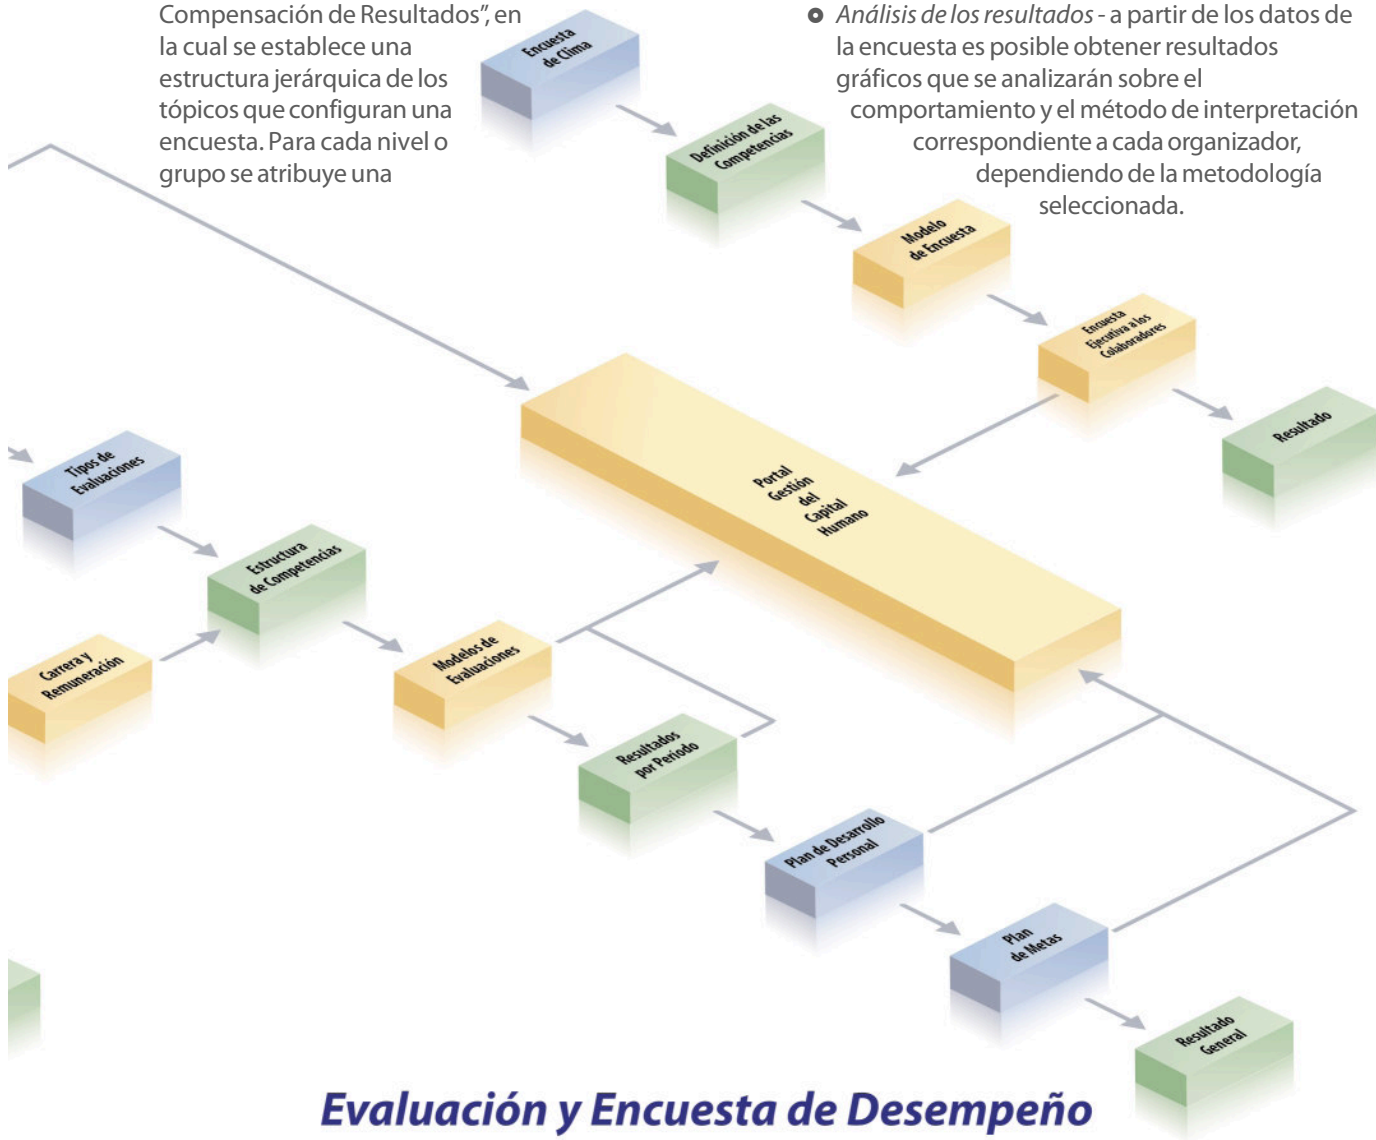 Compensación de Resultados”, en
la cual se establece una
estructura jerárquica de los
tópicos que configuran una
encuesta. Para cada nivel o
grupo se atribuye una
Análisis de los resultados - a partir de los datos de
la encuesta es posible obtener resultados
gráficos que se analizarán sobre el
comportamiento y el método de interpretación
correspondiente a cada organizador,
dependiendo de la metodología
seleccionada.
Encuesta
de Clima
Definición de las
Competencias
Modelo
de Encuesta
Encuesta
Ejecutiva a los
Colaboradores
Resultado
Portal
Gestión
del
Capital
Humano
Tipos de
Evaluaciones
Estructura
de Competencias
Carrera y
Remuneración
Modelos de
Evaluaciones
Resultados
por Período
Plan de Desarrollo
Personal
Plan
de Metas
Resultado
General
Evaluación y Encuesta de Desempeño